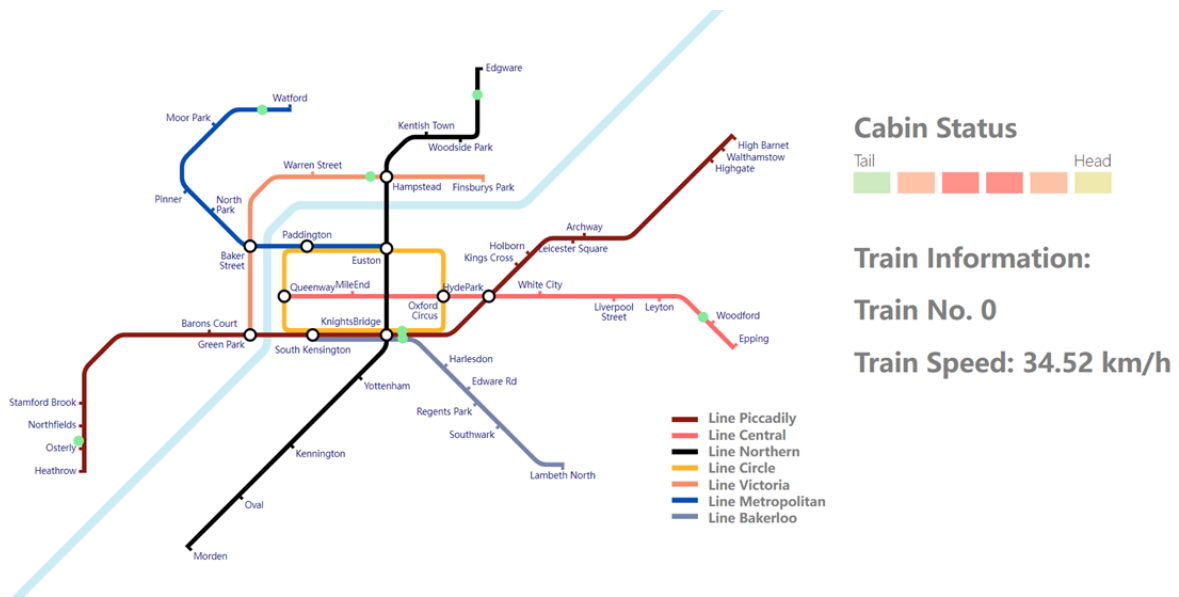 Edgware
Watford
Moor Park
Kentish Town
Woodside Park
Cabin Status
High Barnet
Walthamstow
Highgate
Tail
Head
Warren Street
Hampstead
Finsburys Park
Pinner
North
Park
Paddington
Archway
Holborn
Leicester Square
Kings Cross
Baker
Street
Euston
Train Information:
Queenway
MileEnd
HydePark
White City
Oxford
Circus
Liverpool
Street
Leyton
Woodford
Train No. 0
Barons Court
KnightsBridge
Epping
Green Park
South Kensington
Harlesdon
Train Speed: 34.52 km/h
Yottenham
Edware Rd
Stamford Brook
Regents Park
Northfields
Southwark
Osterly
Heathrow
Kennington
Lambeth North
Oval
Morden
Line Piccadily
Line Central
Line Northern
Line Circle
Line Victoria
Line Metropolitan
Line Bakerloo